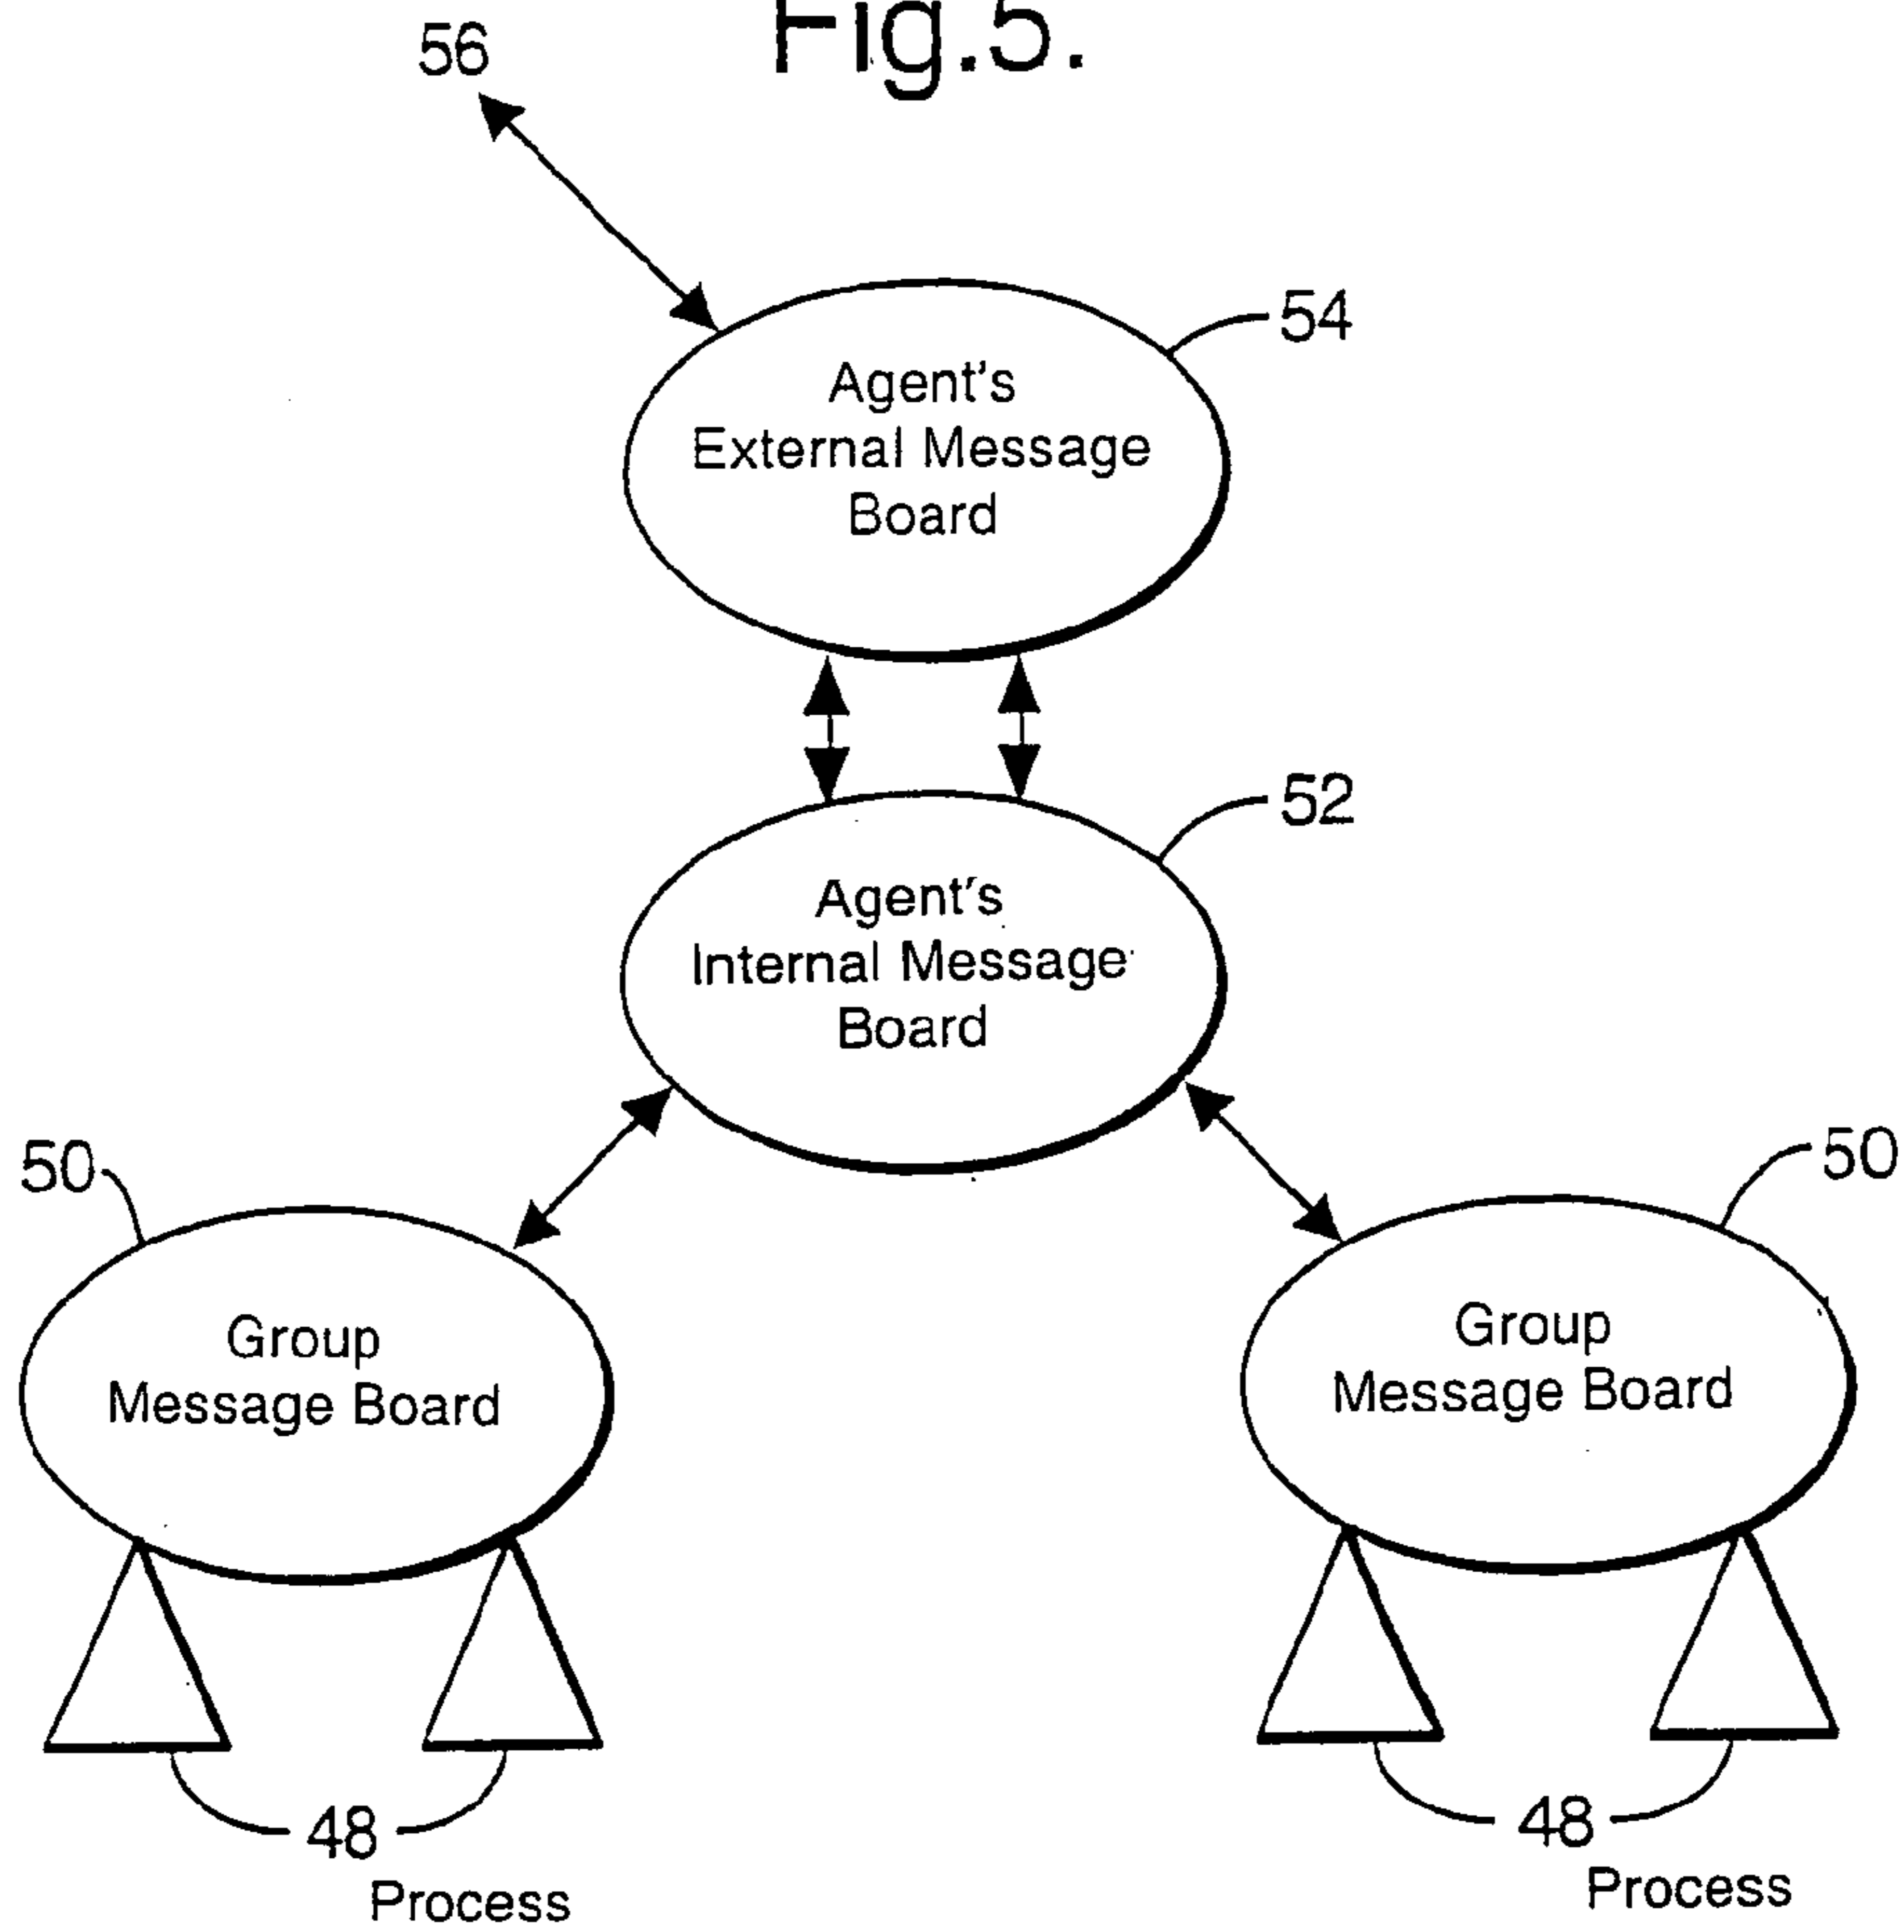 Fig.5.
56
54
Agent's
External Message
Board
52
Agent's
Internal Message
Board
50
50
Group
Message Board
Group
Message Board
48
Process
48
Process